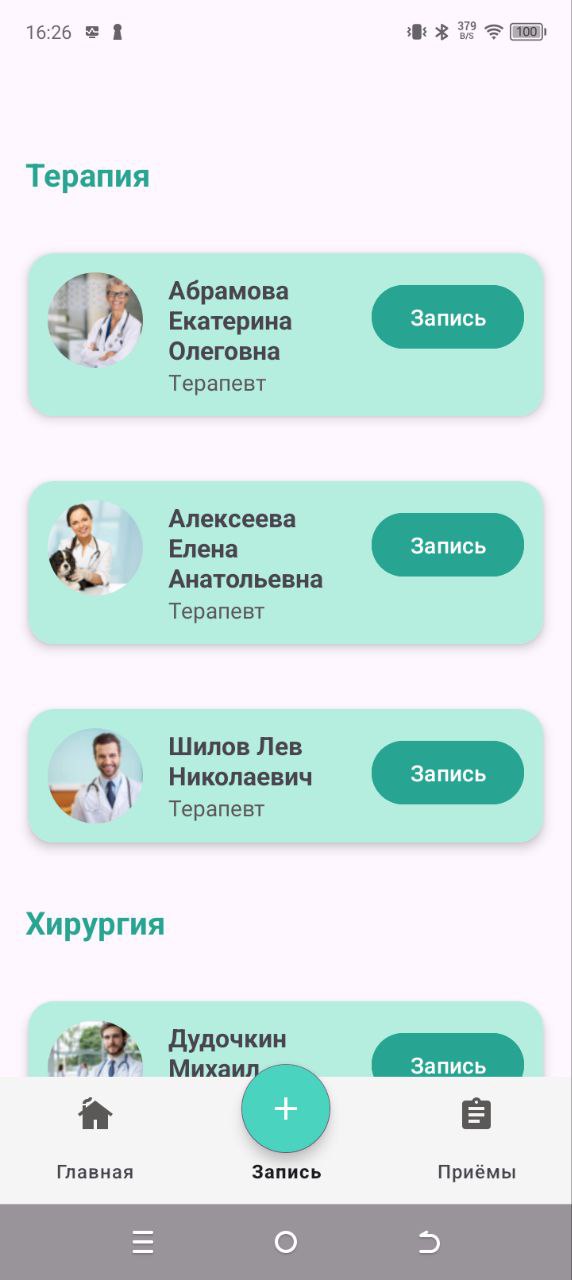 16:26
379
B/S
100
Терапия
Абрамова
Екатерина
Олеговна
Терапевт
Запись
Алексеева
Елена
Анатольевна
Терапевт
Запись
Шилов Лев
Николаевич
Терапевт
Запись
Хирургия
Дудочкин
Михаил
Запись
+
Главная
Запись
Приёмы